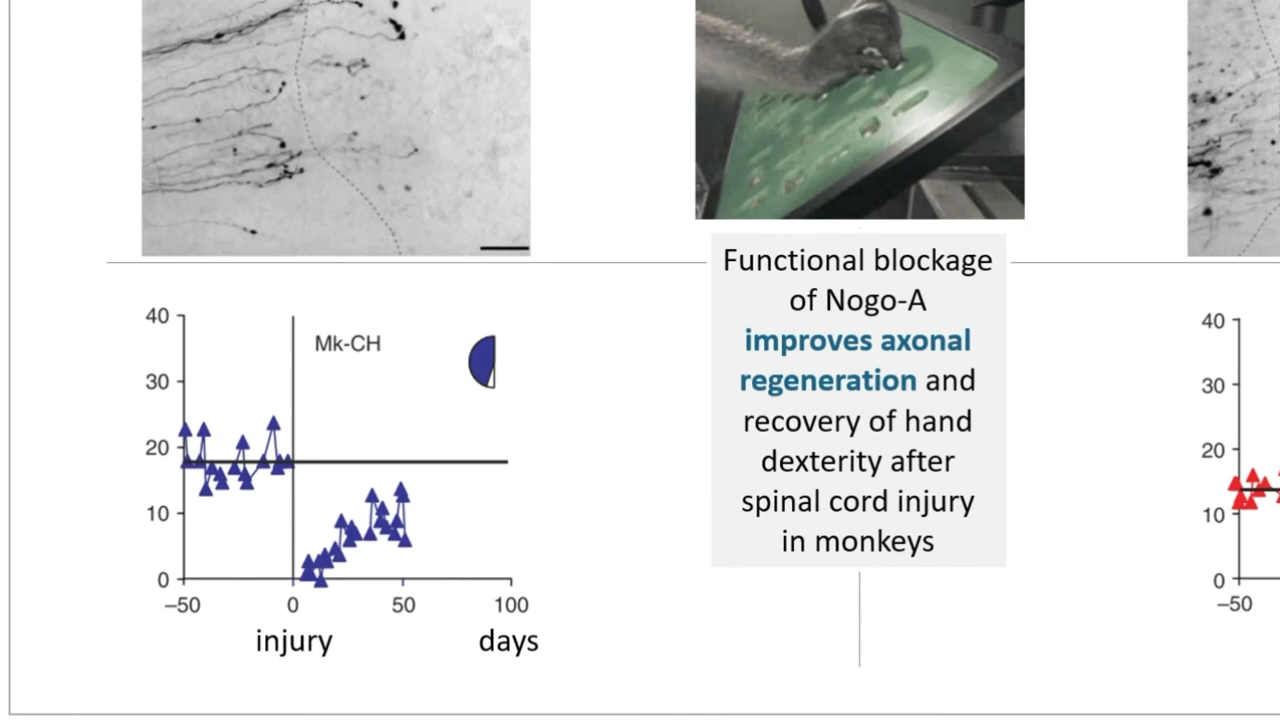 Functional blockage
of Nogo-A
improves axonal
regeneration and
recovery of hand
dexterity after
spinal cord injury
in monkeys
40
30
20
10
0
Mk-CH
–50
0
50
100
injury
days
40
30
20
10
0
–50